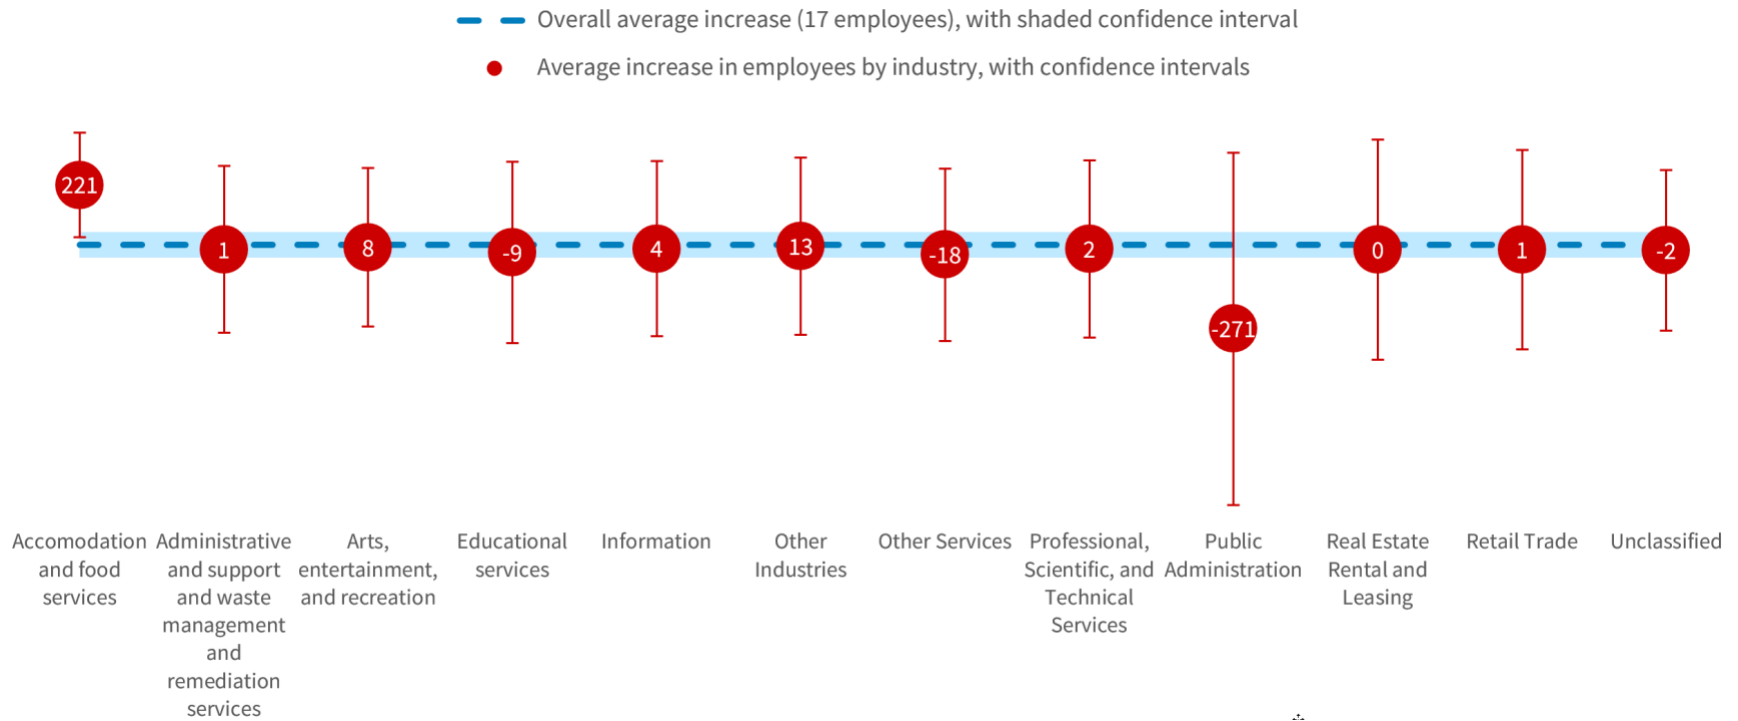 Overall average increase (17 employees), with shaded confidence interval
Average increase in employees by industry, with confidence intervals
221
1
8
-9
4
13
-18
2
-271
0
1
-2
Accomodation
and food
services
Administrative
and support
and waste
management
and
remediation
services
Arts,
entertainment,
and recreation
Educational
services
Information
Other
Industries
Other Services
Professional,
Scientific, and
Technical
Services
Public
Administration
Real Estate
Rental and
Leasing
Retail Trade
Unclassified